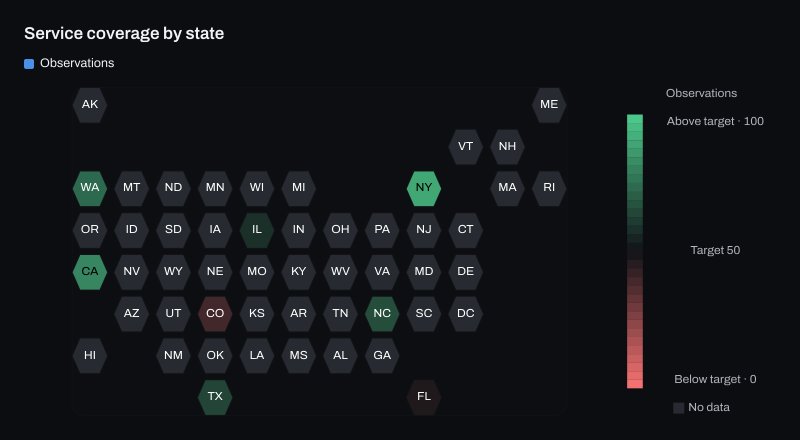 Service coverage by state
Observations
AK ME
VT NH
WA MT ND MN WI MI NY MA RI
OR ID SD IA IL IN OH PA NJ CT
CA NV WY NE MO KY WV VA MD DE
AZ UT CO KS AR TN NC SC DC
HI NM OK LA MS AL GA
TX FL
Observations
Above target · 100
Target 50
Below target · 0
No data